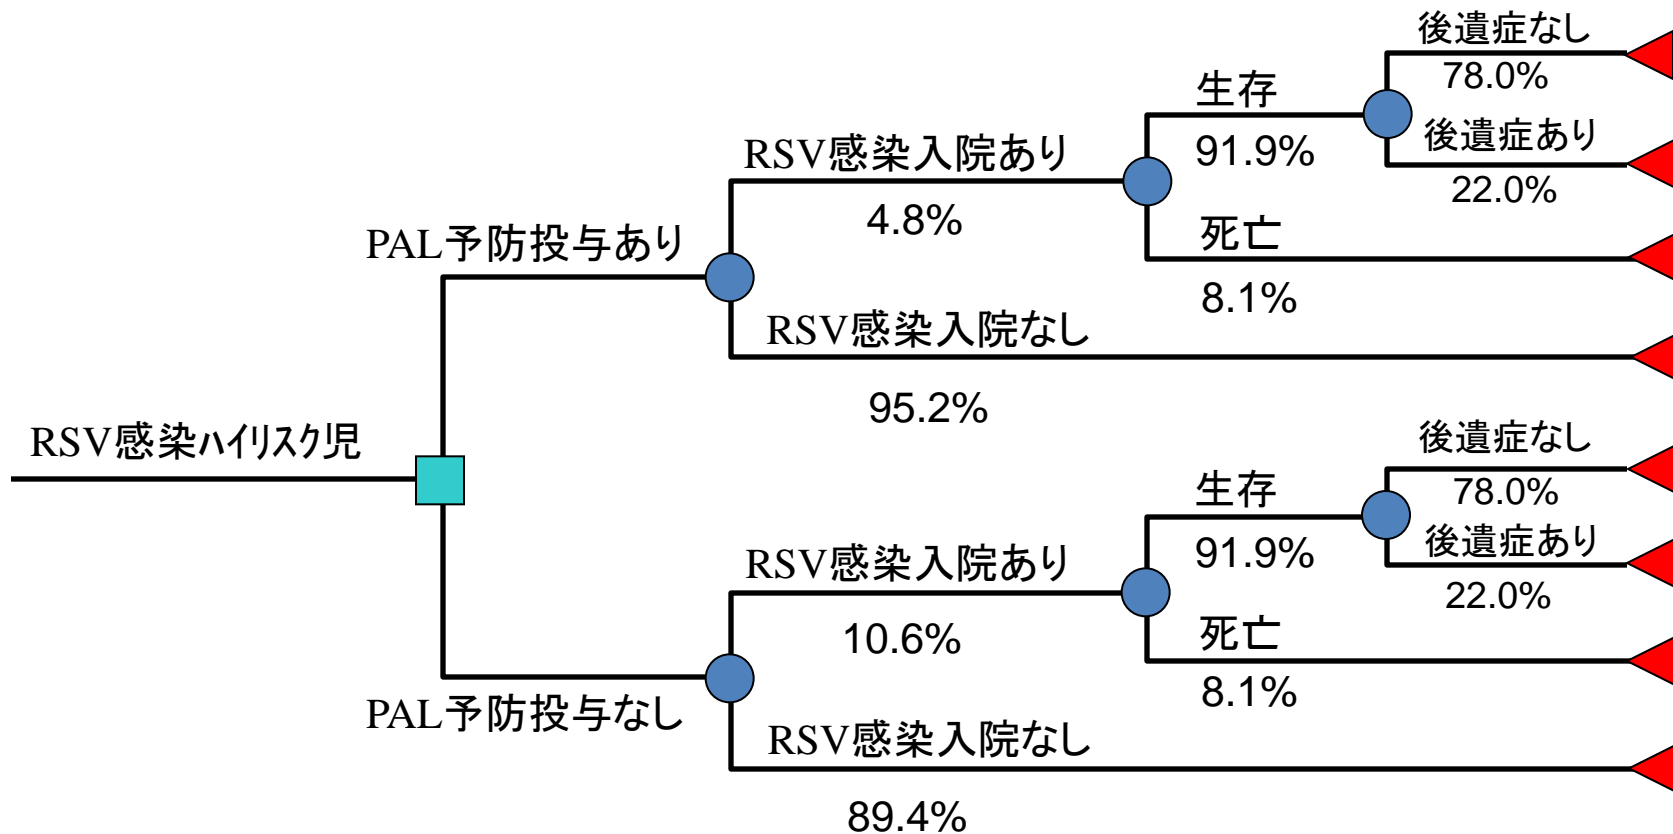 後遺症なし
78.0%
生存
後遺症あり
91.9%
22.0%
RSV感染入院あり
4.8%
死亡
8.1%
PAL予防投与あり
RSV感染入院なし
95.2%
RSV感染ハイリスク児
後遺症なし
78.0%
生存
後遺症あり
91.9%
22.0%
RSV感染入院あり
10.6%
死亡
8.1%
PAL予防投与なし
RSV感染入院なし
89.4%